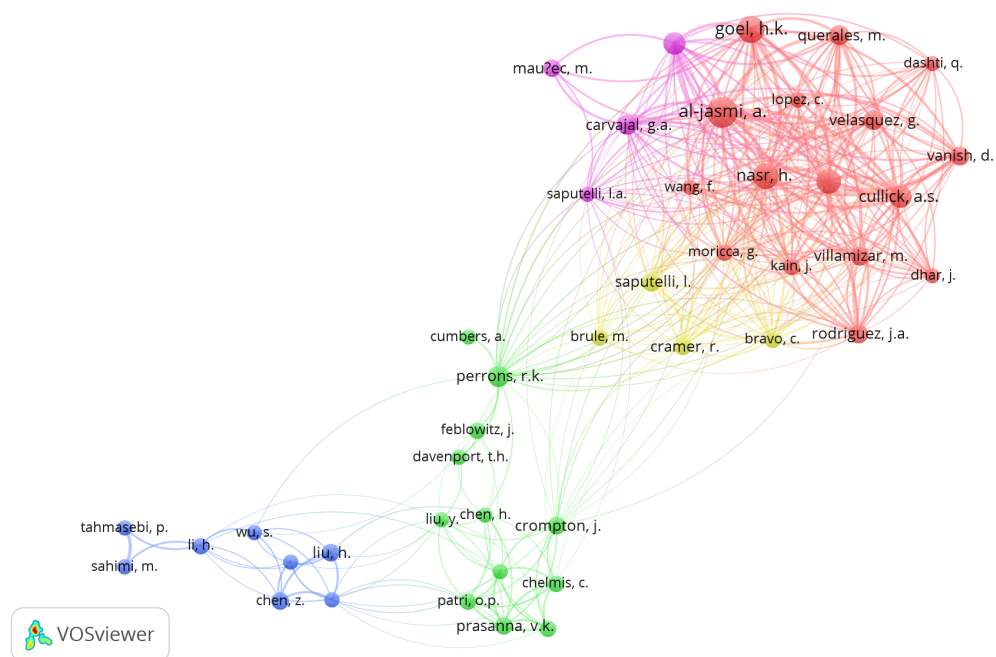 goel, h.k.
querales, m.
dashti, q.
mau?ec, m.
lopez, c.
al-jasmi, a.
velasquez, g.
carvajal, g.a.
vanish, d.
nasr, h.
wang, f.
cullick, a.s.
saputelli, l.a.
moricca, g.
villamizar, m.
kain, j.
dhar, j.
saputelli, l.
rodriguez, j.a.
cumbers, a.
brule, m.
bravo, c.
cramer, r.
perrons, r.k.
feblowitz, j.
davenport, t.h.
chen, h.
liu, y.
crompton, j.
tahmasebi, p.
wu, s.
li, h.
liu, h.
sahimi, m.
chelmis, c.
chen, z.
patri, o.p.
prasanna, v.k.
VOSviewer